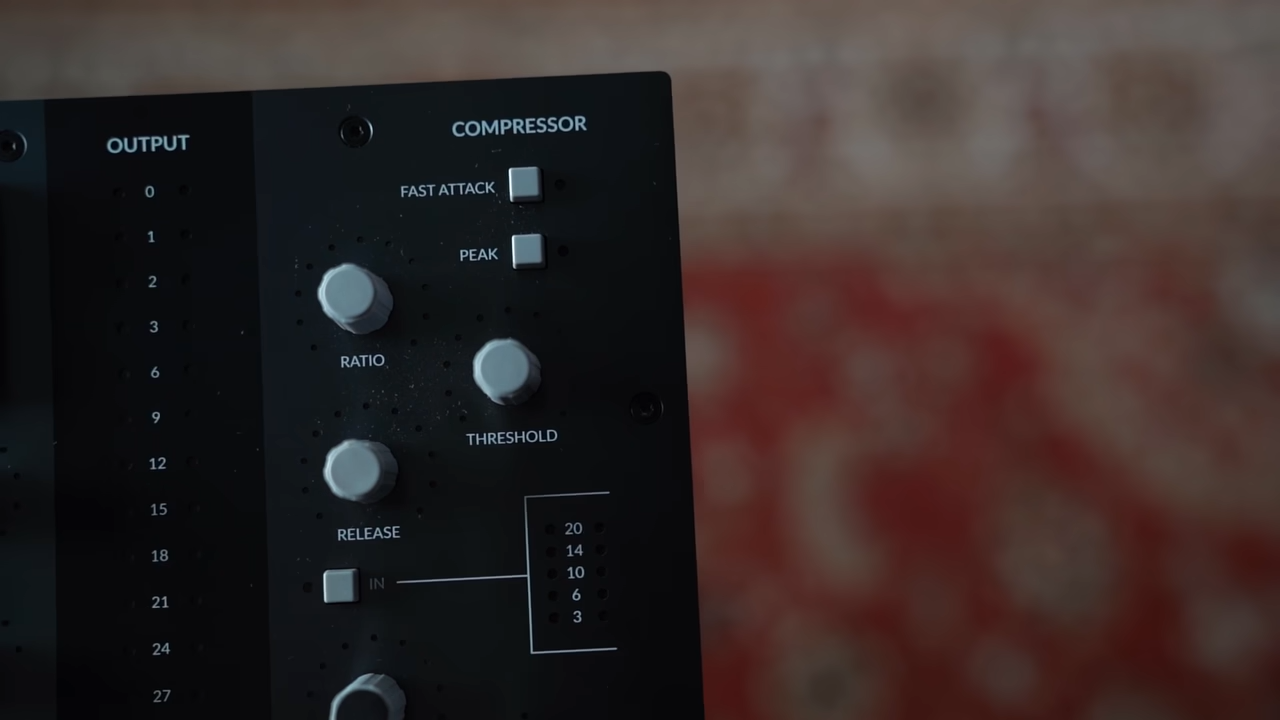 OUTPUT
0
1
2
3
6
9
12
15
18
21
24
27
COMPRESSOR
FAST ATTACK
PEAK
RATIO
THRESHOLD
RELEASE
IN
20
14
10
6
3